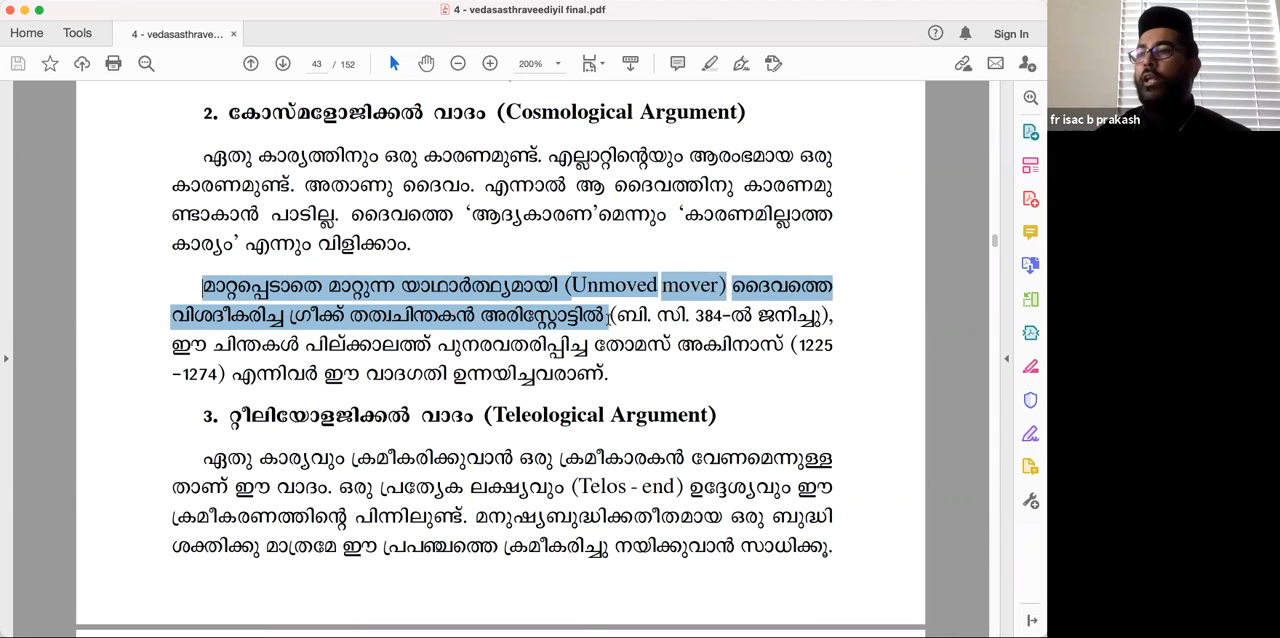 4 - vedasasthraveediyil final.pdf
Home Tools 4 - vedasasthrave... × Sign In
43 / 152 200%
fr isac b prakash
2. കോസ്മളോജിക്കൽ വാദം (Cosmological Argument)
ഏതു കാര്യത്തിനും ഒരു കാരണമുണ്ട്. എല്ലാറ്റിന്റെയും ആരംഭമായ ഒരു
കാരണമുണ്ട്. അതാണു ദൈവം. എന്നാൽ ആ ദൈവത്തിനു കാരണമു
ണ്ടാകാൻ പാടില്ല. ദൈവത്തെ ‘ആദ്യകാരണ’മെന്നും ‘കാരണമില്ലാത്ത
കാര്യം’ എന്നും വിളിക്കാം.
മാറ്റപ്പെടാതെ മാറ്റുന്ന യാഥാർത്ഥ്യമായി (Unmoved mover) ദൈവത്തെ
വിശദീകരിച്ച ഗ്രീക്ക് തത്വചിന്തകൻ അരിസ്റ്റോട്ടിൽ (ബി. സി. 384-ൽ ജനിച്ചു),
ഈ ചിന്തകൾ പില്ക്കാലത്ത് പുനരവതരിപ്പിച്ച തോമസ് അക്വിനാസ് (1225
-1274) എന്നിവർ ഈ വാദഗതി ഉന്നയിച്ചവരാണ്.
3. റ്റീലിയോളജിക്കൽ വാദം (Teleological Argument)
ഏതു കാര്യവും ക്രമീകരിക്കുവാൻ ഒരു ക്രമീകാരകൻ വേണമെന്നുള്ള
താണ് ഈ വാദം. ഒരു പ്രത്യേക ലക്ഷ്യവും (Telos - end) ഉദ്ദേശ്യവും ഈ
ക്രമീകരണത്തിന്റെ പിന്നിലുണ്ട്. മനുഷ്യബുദ്ധിക്കതീതമായ ഒരു ബുദ്ധി
ശക്തിക്കു മാത്രമേ ഈ പ്രപഞ്ചത്തെ ക്രമീകരിച്ചു നയിക്കുവാൻ സാധിക്കൂ.